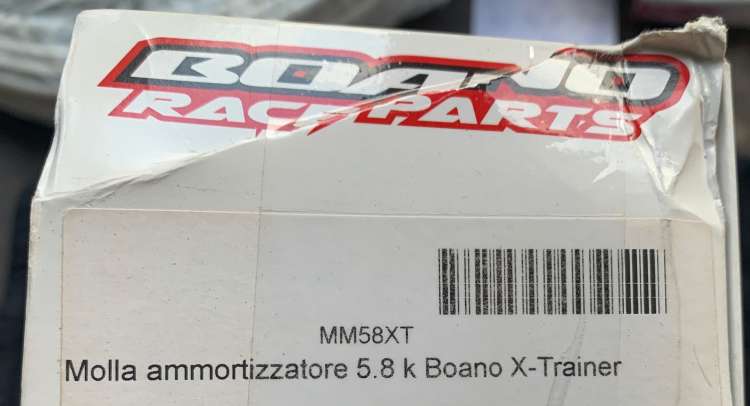 BOANO
RACE PARTS
MM58XT
Molla ammortizzatore 5.8 k Boano X-Trainer